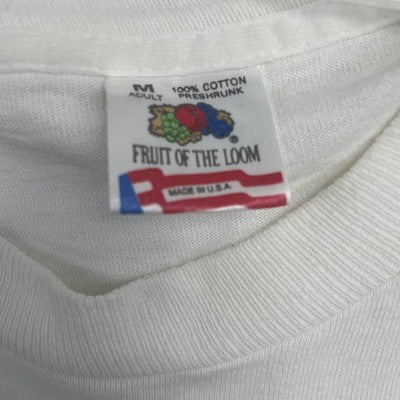 M 100% COTTON
ADULT PRESHRUNK
®
FRUIT OF THE LOOM
MADE IN U.S.A.